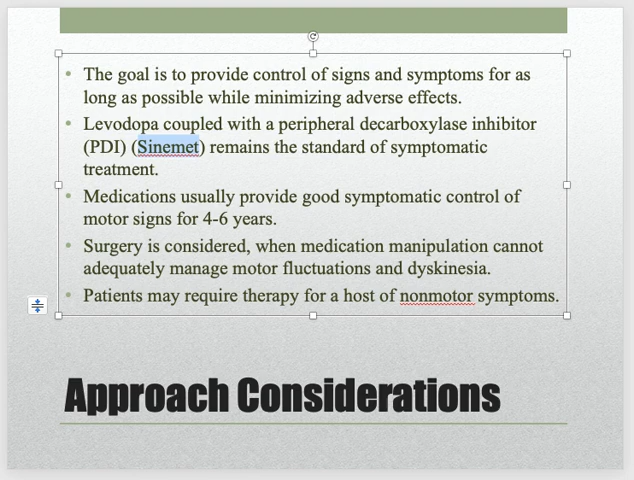 • The goal is to provide control of signs and symptoms for as
long as possible while minimizing adverse effects.
• Levodopa coupled with a peripheral decarboxylase inhibitor
(PDI) (Sinemet) remains the standard of symptomatic
treatment.
• Medications usually provide good symptomatic control of
motor signs for 4-6 years.
• Surgery is considered, when medication manipulation cannot
adequately manage motor fluctuations and dyskinesia.
• Patients may require therapy for a host of nonmotor symptoms.
Approach Considerations